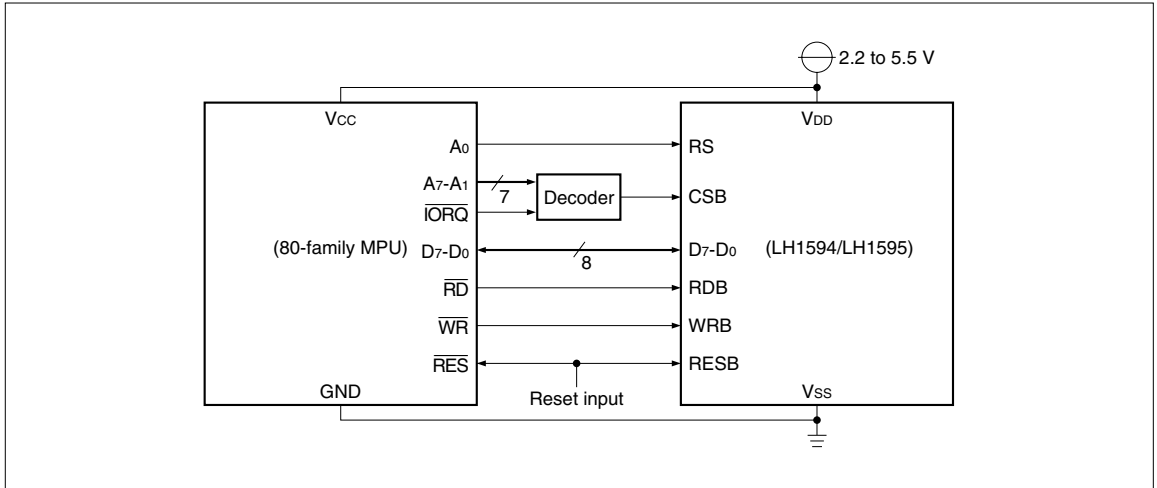 2.2 to 5.5 V
VCC
VDD
A0
RS
A7-A1
7
Decoder
CSB
IORQ
(80-family MPU)
D7-D0
8
D7-D0
(LH1594/LH1595)
RD
RDB
WR
WRB
RES
RESB
Reset input
GND
VSS